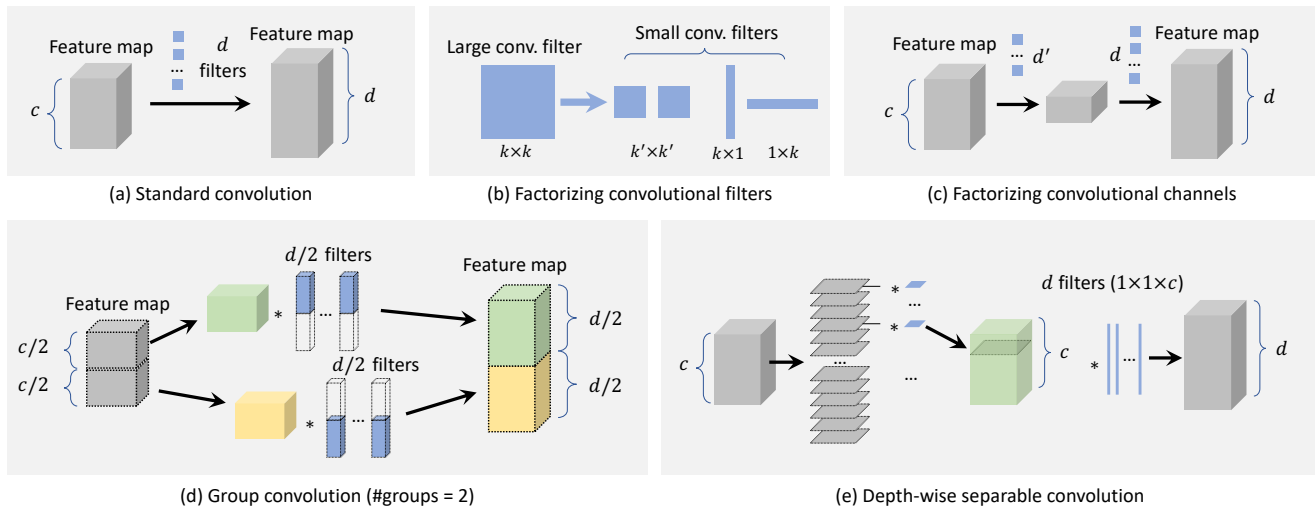 Feature map
d
filters
...
Feature map
c
d
(a) Standard convolution
Large conv. filter
Small conv. filters
k×k
k′×k′
k×1
1×k
(b) Factorizing convolutional filters
Feature map
...
d′
d
...
Feature map
c
d
(c) Factorizing convolutional channels
d/2 filters
Feature map
Feature map
*
...
c/2
c/2
d/2
d/2
d/2 filters
*
...
(d) Group convolution (#groups = 2)
*
...
*
d filters (1×1×c)
c
...
...
c
*
...
d
(e) Depth-wise separable convolution